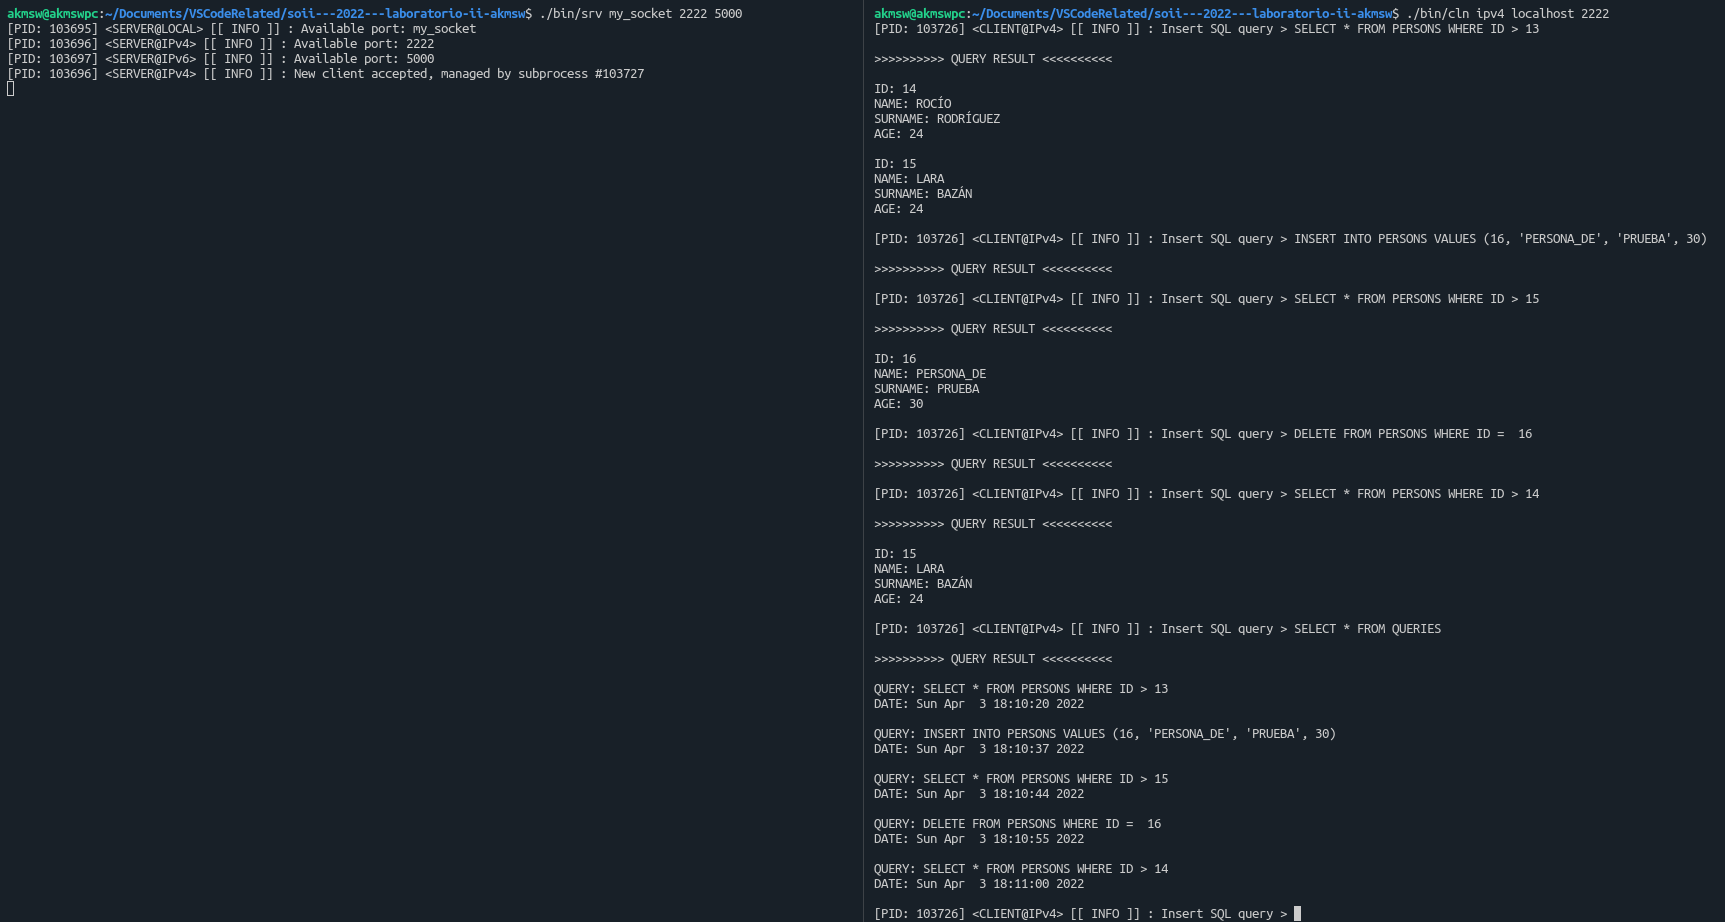 akmsw@akmswpc:~/Documents/VSCodeRelated/soii---2022---laboratorio-ii-akmsw$ ./bin/srv my_socket 2222 5000
[PID: 103695] <SERVER@LOCAL> [[ INFO ]] : Available port: my_socket
[PID: 103696] <SERVER@IPv4> [[ INFO ]] : Available port: 2222
[PID: 103697] <SERVER@IPv6> [[ INFO ]] : Available port: 5000
[PID: 103696] <SERVER@IPv4> [[ INFO ]] : New client accepted, managed by subprocess #103727
akmsw@akmswpc:~/Documents/VSCodeRelated/soii---2022---laboratorio-ii-akmsw$ ./bin/cln ipv4 localhost 2222
[PID: 103726] <CLIENT@IPv4> [[ INFO ]] : Insert SQL query > SELECT * FROM PERSONS WHERE ID > 13
>>>>>>>>>> QUERY RESULT <<<<<<<<<<
ID: 14
NAME: ROCÍO
SURNAME: RODRÍGUEZ
AGE: 24
ID: 15
NAME: LARA
SURNAME: BAZÁN
AGE: 24
[PID: 103726] <CLIENT@IPv4> [[ INFO ]] : Insert SQL query > INSERT INTO PERSONS VALUES (16, 'PERSONA_DE', 'PRUEBA', 30)
>>>>>>>>>> QUERY RESULT <<<<<<<<<<
[PID: 103726] <CLIENT@IPv4> [[ INFO ]] : Insert SQL query > SELECT * FROM PERSONS WHERE ID > 15
>>>>>>>>>> QUERY RESULT <<<<<<<<<<
ID: 16
NAME: PERSONA_DE
SURNAME: PRUEBA
AGE: 30
[PID: 103726] <CLIENT@IPv4> [[ INFO ]] : Insert SQL query > DELETE FROM PERSONS WHERE ID =  16
>>>>>>>>>> QUERY RESULT <<<<<<<<<<
[PID: 103726] <CLIENT@IPv4> [[ INFO ]] : Insert SQL query > SELECT * FROM PERSONS WHERE ID > 14
>>>>>>>>>> QUERY RESULT <<<<<<<<<<
ID: 15
NAME: LARA
SURNAME: BAZÁN
AGE: 24
[PID: 103726] <CLIENT@IPv4> [[ INFO ]] : Insert SQL query > SELECT * FROM QUERIES
>>>>>>>>>> QUERY RESULT <<<<<<<<<<
QUERY: SELECT * FROM PERSONS WHERE ID > 13
DATE: Sun Apr  3 18:10:20 2022
QUERY: INSERT INTO PERSONS VALUES (16, 'PERSONA_DE', 'PRUEBA', 30)
DATE: Sun Apr  3 18:10:37 2022
QUERY: SELECT * FROM PERSONS WHERE ID > 15
DATE: Sun Apr  3 18:10:44 2022
QUERY: DELETE FROM PERSONS WHERE ID =  16
DATE: Sun Apr  3 18:10:55 2022
QUERY: SELECT * FROM PERSONS WHERE ID > 14
DATE: Sun Apr  3 18:11:00 2022
[PID: 103726] <CLIENT@IPv4> [[ INFO ]] : Insert SQL query >